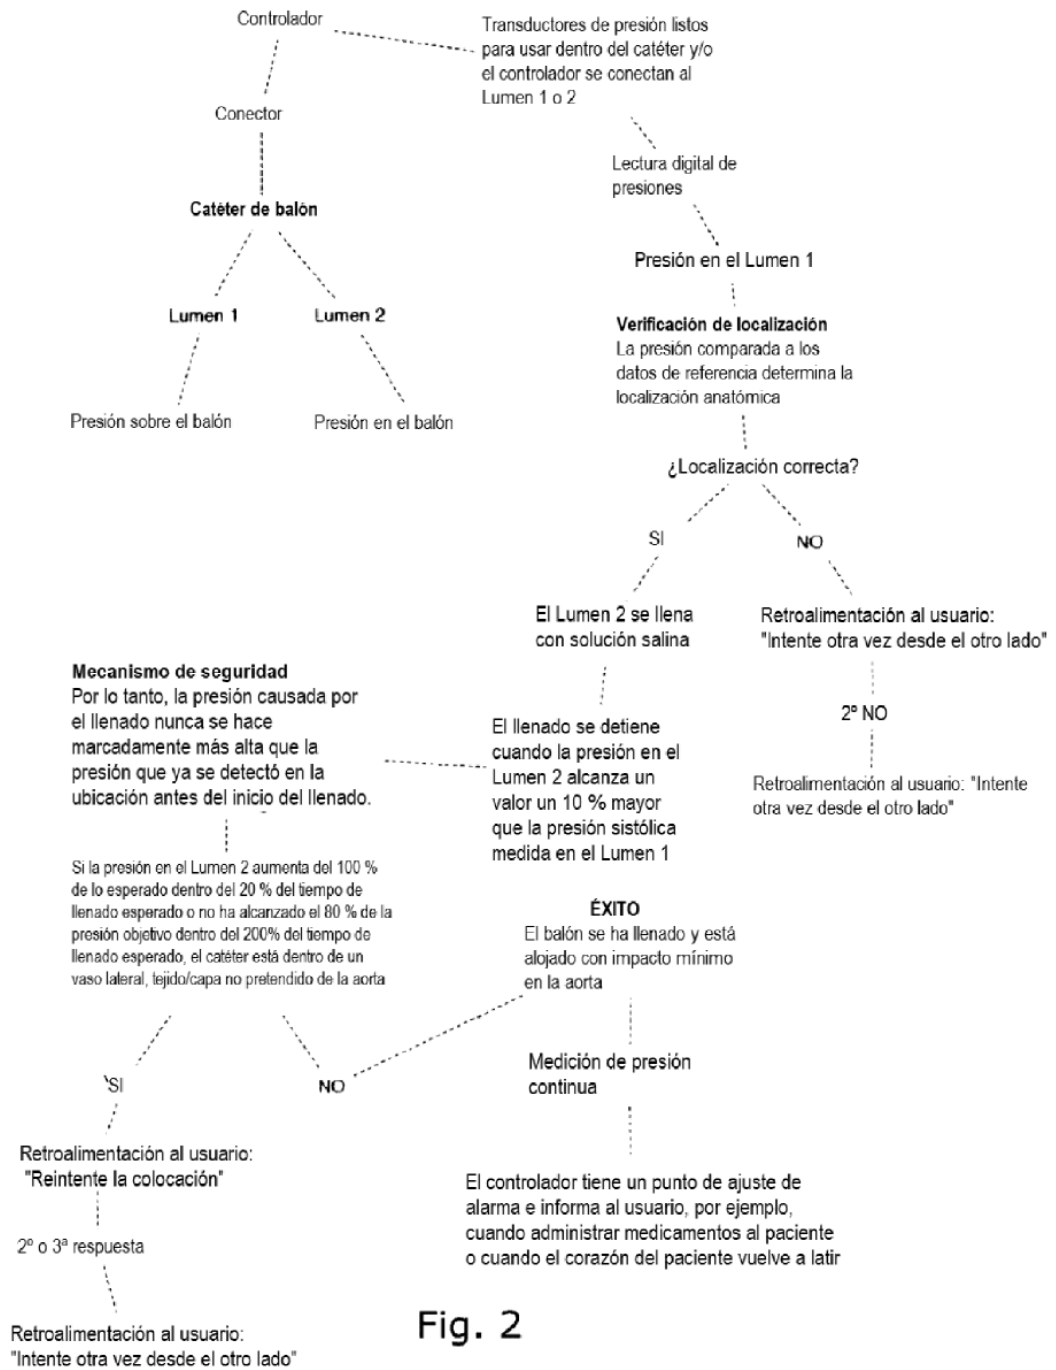 Controlador
Transductores de presión listos
para usar dentro del catéter y/o
el controlador se conectan al
Lumen 1 o 2
Conector
Lectura digital de
presiones
Catéter de balón
Presión en el Lumen 1
Lumen 1
Lumen 2
Verificación de localización
La presión comparada a los
datos de referencia determina la
localización anatómica
Presión sobre el balón
Presión en el balón
¿Localización correcta?
SI
NO
El Lumen 2 se llena
con solución salina
Retroalimentación al usuario:
"Intente otra vez desde el otro lado"
Mecanismo de seguridad
Por lo tanto, la presión causada por
el llenado nunca se hace
marcadamente más alta que la
presión que ya se detectó en la
ubicación antes del inicio del llenado.
El llenado se detiene
cuando la presión en el
Lumen 2 alcanza un
valor un 10 % mayor
que la presión sistólica
medida en el Lumen 1
2º NO
Retroalimentación al usuario: "Intente
otra vez desde el otro lado"
Si la presión en el Lumen 2 aumenta del 100 %
de lo esperado dentro del 20 % del tiempo de
llenado esperado o no ha alcanzado el 80 % de la
presión objetivo dentro del 200% del tiempo de
llenado esperado, el catéter está dentro de un
vaso lateral, tejido/capa no pretendido de la aorta
ÉXITO
El balón se ha llenado y está
alojado con impacto mínimo
en la aorta
SI
NO
Medición de presión
continua
Retroalimentación al usuario:
"Reintente la colocación"
El controlador tiene un punto de ajuste de
alarma e informa al usuario, por ejemplo,
cuando administrar medicamentos al paciente
o cuando el corazón del paciente vuelve a latir
2º o 3ª respuesta
Retroalimentación al usuario:
"Intente otra vez desde el otro lado"
Fig. 2